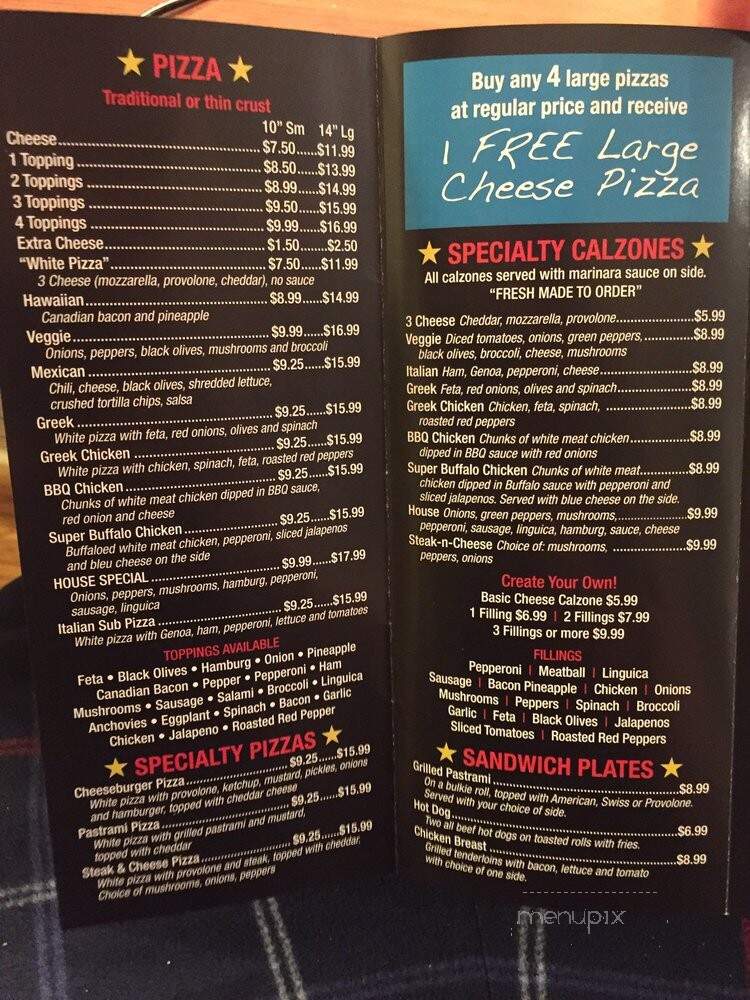 PIZZA
Traditional or thin crust
10" Sm 14" Lg
Cheese.....$7.50.....$11.99
1 Topping.....$8.50.....$13.99
2 Toppings.....$8.99.....$14.99
3 Toppings.....$9.50.....$15.99
4 Toppings.....$9.99.....$16.99
Extra Cheese.....$1.50.....$2.50
"White Pizza".....$7.50.....$11.99
3 Cheese (mozzarella, provolone, cheddar), no sauce
Hawaiian.....$8.99.....$14.99
Canadian bacon and pineapple
Veggie.....$9.99.....$16.99
Onions, peppers, black olives, mushrooms and broccoli
Mexican.....$9.25.....$15.99
Chili, cheese, black olives, shredded lettuce,
crushed tortilla chips, salsa
Greek.....$9.25.....$15.99
White pizza with feta, red onions, olives and spinach
Greek Chicken.....$9.25.....$15.99
White pizza with chicken, spinach, feta, roasted red peppers
BBQ Chicken.....$9.25.....$15.99
Chunks of white meat chicken dipped in BBQ sauce,
red onion and cheese
Super Buffalo Chicken.....$9.25.....$15.99
Buffaloed white meat chicken, pepperoni, sliced jalapenos
and bleu cheese on the side
HOUSE SPECIAL.....$9.99.....$17.99
Onions, peppers, mushrooms, hamburg, pepperoni,
sausage, linguica
Italian Sub Pizza.....$9.25.....$15.99
White pizza with Genoa, ham, pepperoni, lettuce and tomatoes
TOPPINGS AVAILABLE
Feta • Black Olives • Hamburg • Onion • Pineapple
Canadian Bacon • Pepper • Pepperoni • Ham
Mushrooms • Sausage • Salami • Broccoli • Linguica
Anchovies • Eggplant • Spinach • Bacon • Garlic
Chicken • Jalapeno • Roasted Red Pepper
SPECIALTY PIZZAS
Cheeseburger Pizza.....$9.25.....$15.99
White pizza with provolone, ketchup, mustard, pickles, onions
and hamburger, topped with cheddar cheese
Pastrami Pizza.....$9.25.....$15.99
White pizza with grilled pastrami and mustard,
topped with cheddar
Steak & Cheese Pizza.....$9.25.....$15.99
White pizza with provolone and steak, topped with cheddar.
Choice of mushrooms, onions, peppers
Buy any 4 large pizzas
at regular price and receive
1 FREE Large
Cheese Pizza
SPECIALTY CALZONES
All calzones served with marinara sauce on side.
"FRESH MADE TO ORDER"
3 Cheese Cheddar, mozzarella, provolone.....$5.99
Veggie Diced tomatoes, onions, green peppers,.....$8.99
black olives, broccoli, cheese, mushrooms
Italian Ham, Genoa, pepperoni, cheese.....$8.99
Greek Feta, red onions, olives and spinach.....$8.99
Greek Chicken Chicken, feta, spinach, .....$8.99
roasted red peppers
BBQ Chicken Chunks of white meat chicken.....$8.99
dipped in BBQ sauce with red onions
Super Buffalo Chicken Chunks of white meat.....$8.99
chicken dipped in Buffalo sauce with pepperoni and
sliced jalapenos. Served with blue cheese on the side.
House Onions, green peppers, mushrooms,.....$9.99
pepperoni, sausage, linguica, hamburg, sauce, cheese
Steak-n-Cheese Choice of: mushrooms, .....$9.99
peppers, onions
Create Your Own!
Basic Cheese Calzone $5.99
1 Filling $6.99 | 2 Fillings $7.99
3 Fillings or more $9.99
FILLINGS
Pepperoni | Meatball | Linguica
Sausage | Bacon Pineapple | Chicken | Onions
Mushrooms | Peppers | Spinach | Broccoli
Garlic | Feta | Black Olives | Jalapenos
Sliced Tomatoes | Roasted Red Peppers
SANDWICH PLATES
Grilled Pastrami.....$8.99
On a bulkie roll, topped with American, Swiss or Provolone.
Served with your choice of side.
Hot Dog.....$6.99
Two all beef hot dogs on toasted rolls with fries.
Chicken Breast.....$8.99
Grilled tenderloins with bacon, lettuce and tomato
with choice of one side.
menupix